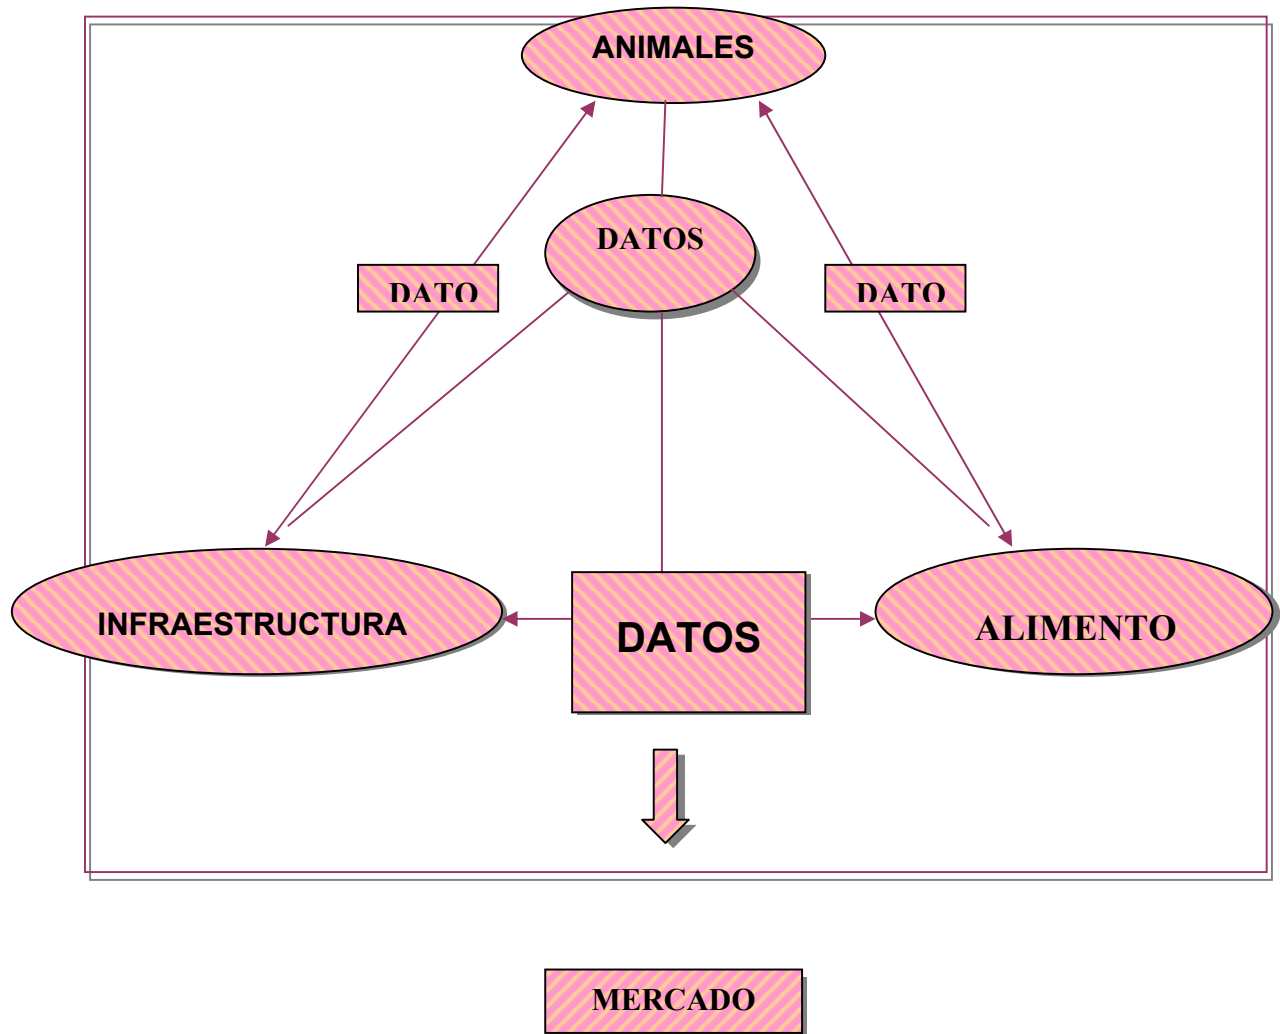 ANIMALES
DATOS
DATO
DATO
INFRAESTRUCTURA
DATOS
ALIMENTO
MERCADO